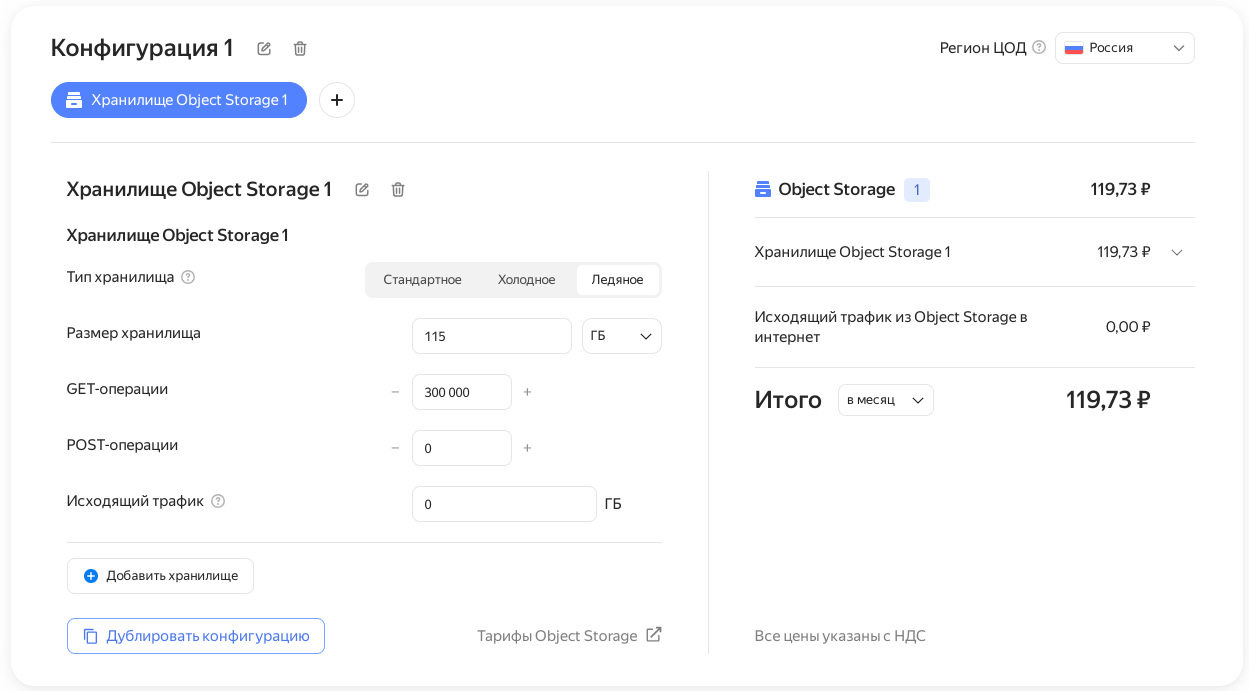 Конфигурация 1
Регион ЦОД
Россия
Хранилище Object Storage 1
+
Хранилище Object Storage 1
Хранилище Object Storage 1
Тип хранилища
Стандартное
Холодное
Ледяное
Размер хранилища
115
ГБ
GET-операции
− 300 000 +
POST-операции
− 0 +
Исходящий трафик
0
ГБ
Добавить хранилище
Дублировать конфигурацию
Тарифы Object Storage
Object Storage 1 119,73 ₽
Хранилище Object Storage 1 119,73 ₽
Исходящий трафик из Object Storage в
интернет
0,00 ₽
Итого в месяц 119,73 ₽
Все цены указаны с НДС